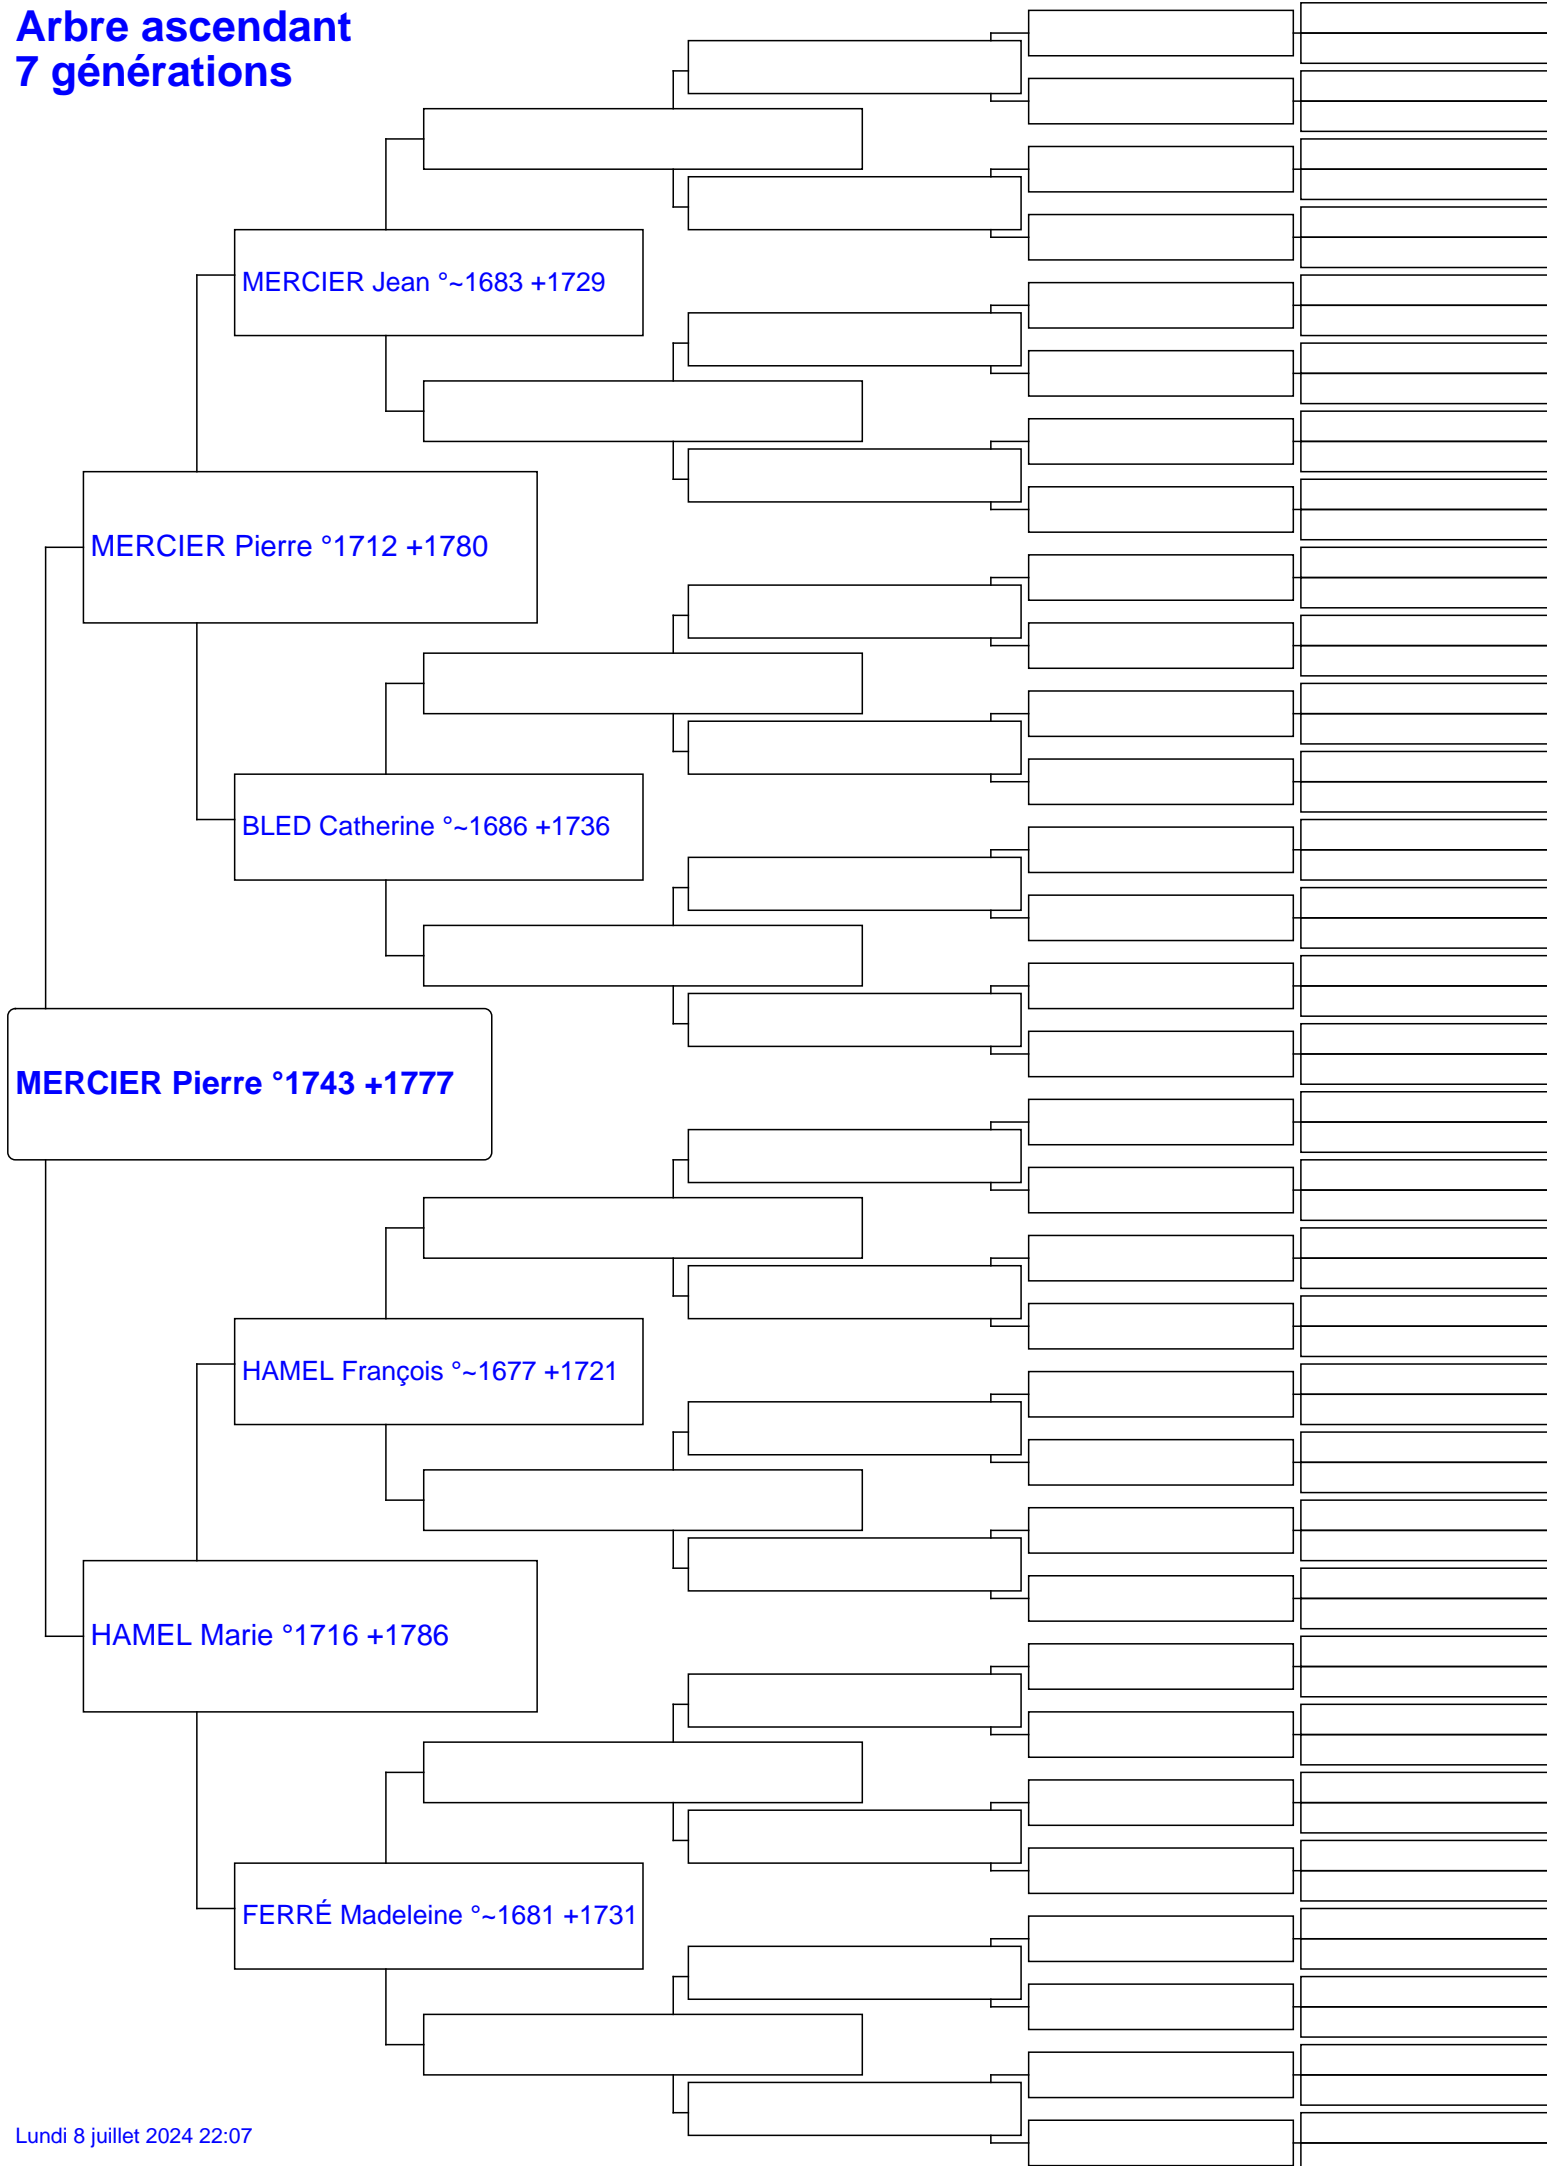 Arbre ascendant
7 générations
MERCIER Jean °~1683 +1729
MERCIER Pierre °1712 +1780
BLED Catherine °~1686 +1736
MERCIER Pierre °1743 +1777
HAMEL François °~1677 +1721
HAMEL Marie °1716 +1786
FERRÉ Madeleine °~1681 +1731
Lundi 8 juillet 2024 22:07